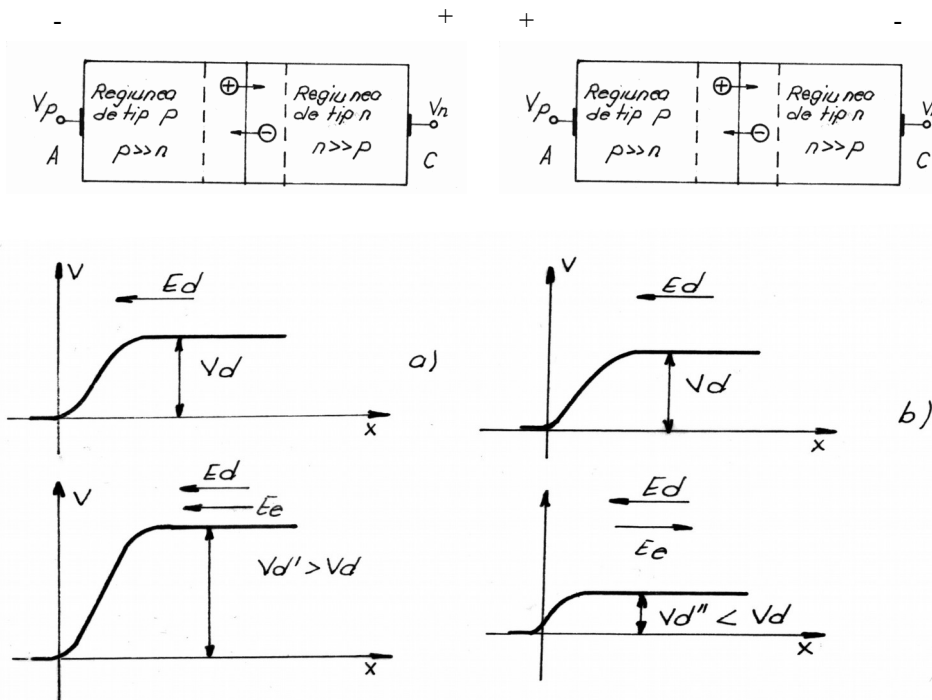 - + + -
Regiunea
de tip p
p>>n
Regiunea
de tip n
n>>p
Vp
A
Vn
C
+
-
Regiunea
de tip p
p>>n
Regiunea
de tip n
n>>p
Vp
A
C
+
-
V
Ed
Vd
x
a)
V
Ed
Vd
x
b)
V
Ed
Ee
Vd' > Vd
x
Ed
Ee
Vd" < Vd
x